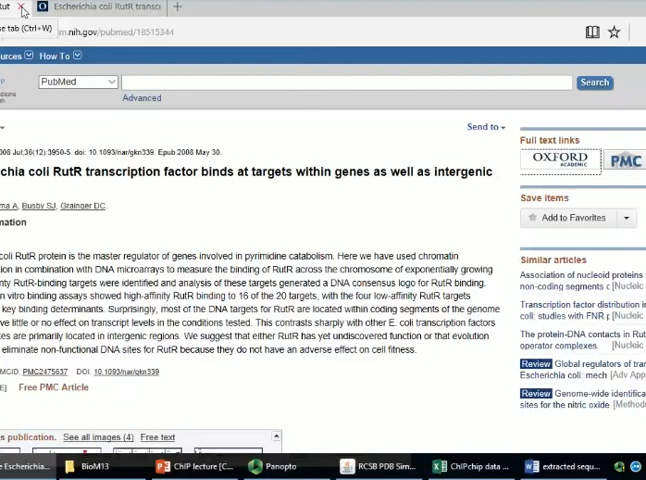 Rut
Escherichia coli RutR transcri
se tab (Ctrl+W)
m.nih.gov/pubmed/18515344
ources How To
PubMed Search
Advanced
Send to
Full text links
OXFORD ACADEMIC PMC
008 Jul;36(12):3950-5. doi: 10.1093/nar/gkn339. Epub 2008 May 30.
chia coli RutR transcription factor binds at targets within genes as well as intergenic
ma A, Busby SJ, Grainger DC.
mation
Save items
Add to Favorites
coli RutR protein is the master regulator of genes involved in pyrimidine catabolism. Here we have used chromatin
tion in combination with DNA microarrays to measure the binding of RutR across the chromosome of exponentially growing
nty RutR-binding targets were identified and analysis of these targets generated a DNA consensus logo for RutR binding.
n vitro binding assays showed high-affinity RutR binding to 16 of the 20 targets, with the four low-affinity RutR targets
key binding determinants. Surprisingly, most of the DNA targets for RutR are located within coding segments of the genome
ve little or no effect on transcript levels in the conditions tested. This contrasts sharply with other E. coli transcription factors
es are primarily located in intergenic regions. We suggest that either RutR has yet undiscovered function or that evolution
eliminate non-functional DNA sites for RutR because they do not have an adverse effect on cell fitness.
Similar articles
Association of nucleoid proteins
non-coding segments c [Nucleic
Transcription factor distribution in
coli: studies with FNR [Nucleic
The protein-DNA contacts in Rut
operator complexes. [Nucleic
Review Global regulators of tra
Escherichia coli: mech [Adv App
Review Genome-wide identifica
sites for the nitric oxide [Methods
MCID: PMC2475637 DOI: 10.1093/nar/gkn339
E] Free PMC Article
is publication. See all images (4) Free text
e Escherichia... BioM13 ChIP lecture [C... Panopto RCSB PDB Sim... ChIPchip data ... extracted sequ...